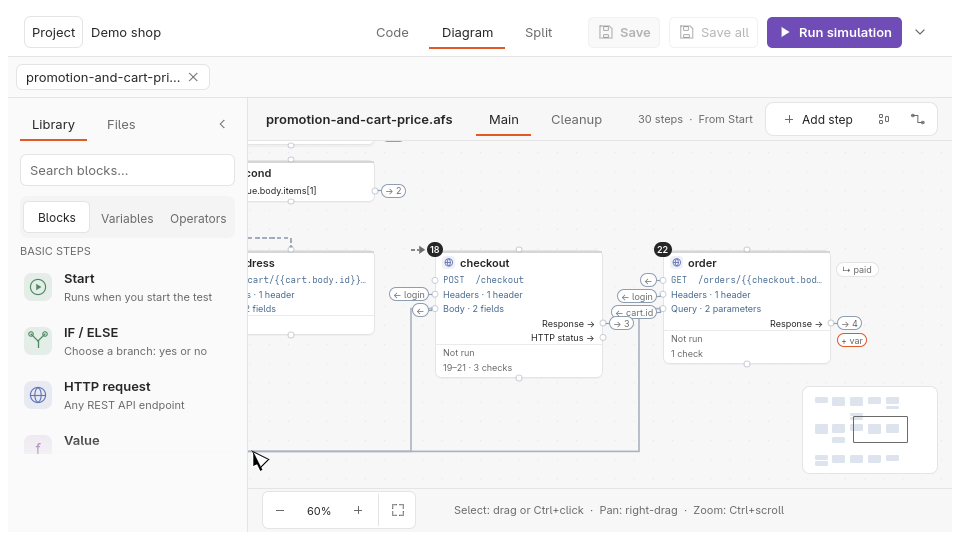 Project Demo shop Code Diagram Split Save Save all Run simulation
promotion-and-cart-pri...
Library Files
promotion-and-cart-price.afs Main Cleanup 30 steps · From Start + Add step
Search blocks...
Blocks Variables Operators
BASIC STEPS
Start
Runs when you start the test
IF / ELSE
Choose a branch: yes or no
HTTP request
Any REST API endpoint
Value
f
cond
ue.body.items[1]
→ 2
dress
cart/{{cart.body.id}}…
s · 1 header
2 fields
18
checkout
POST /checkout
← login
Headers · 1 header
←
Body · 2 fields
Response →
→ 3
HTTP status →
Not run
19–21 · 3 checks
22
order
←
GET /orders/{{checkout.bod…
← login
Headers · 1 header
← cart.id
Query · 2 parameters
Response →
→ 4
Not run
1 check
↪ paid
+ var
− 60% +
Select: drag or Ctrl+click · Pan: right-drag · Zoom: Ctrl+scroll